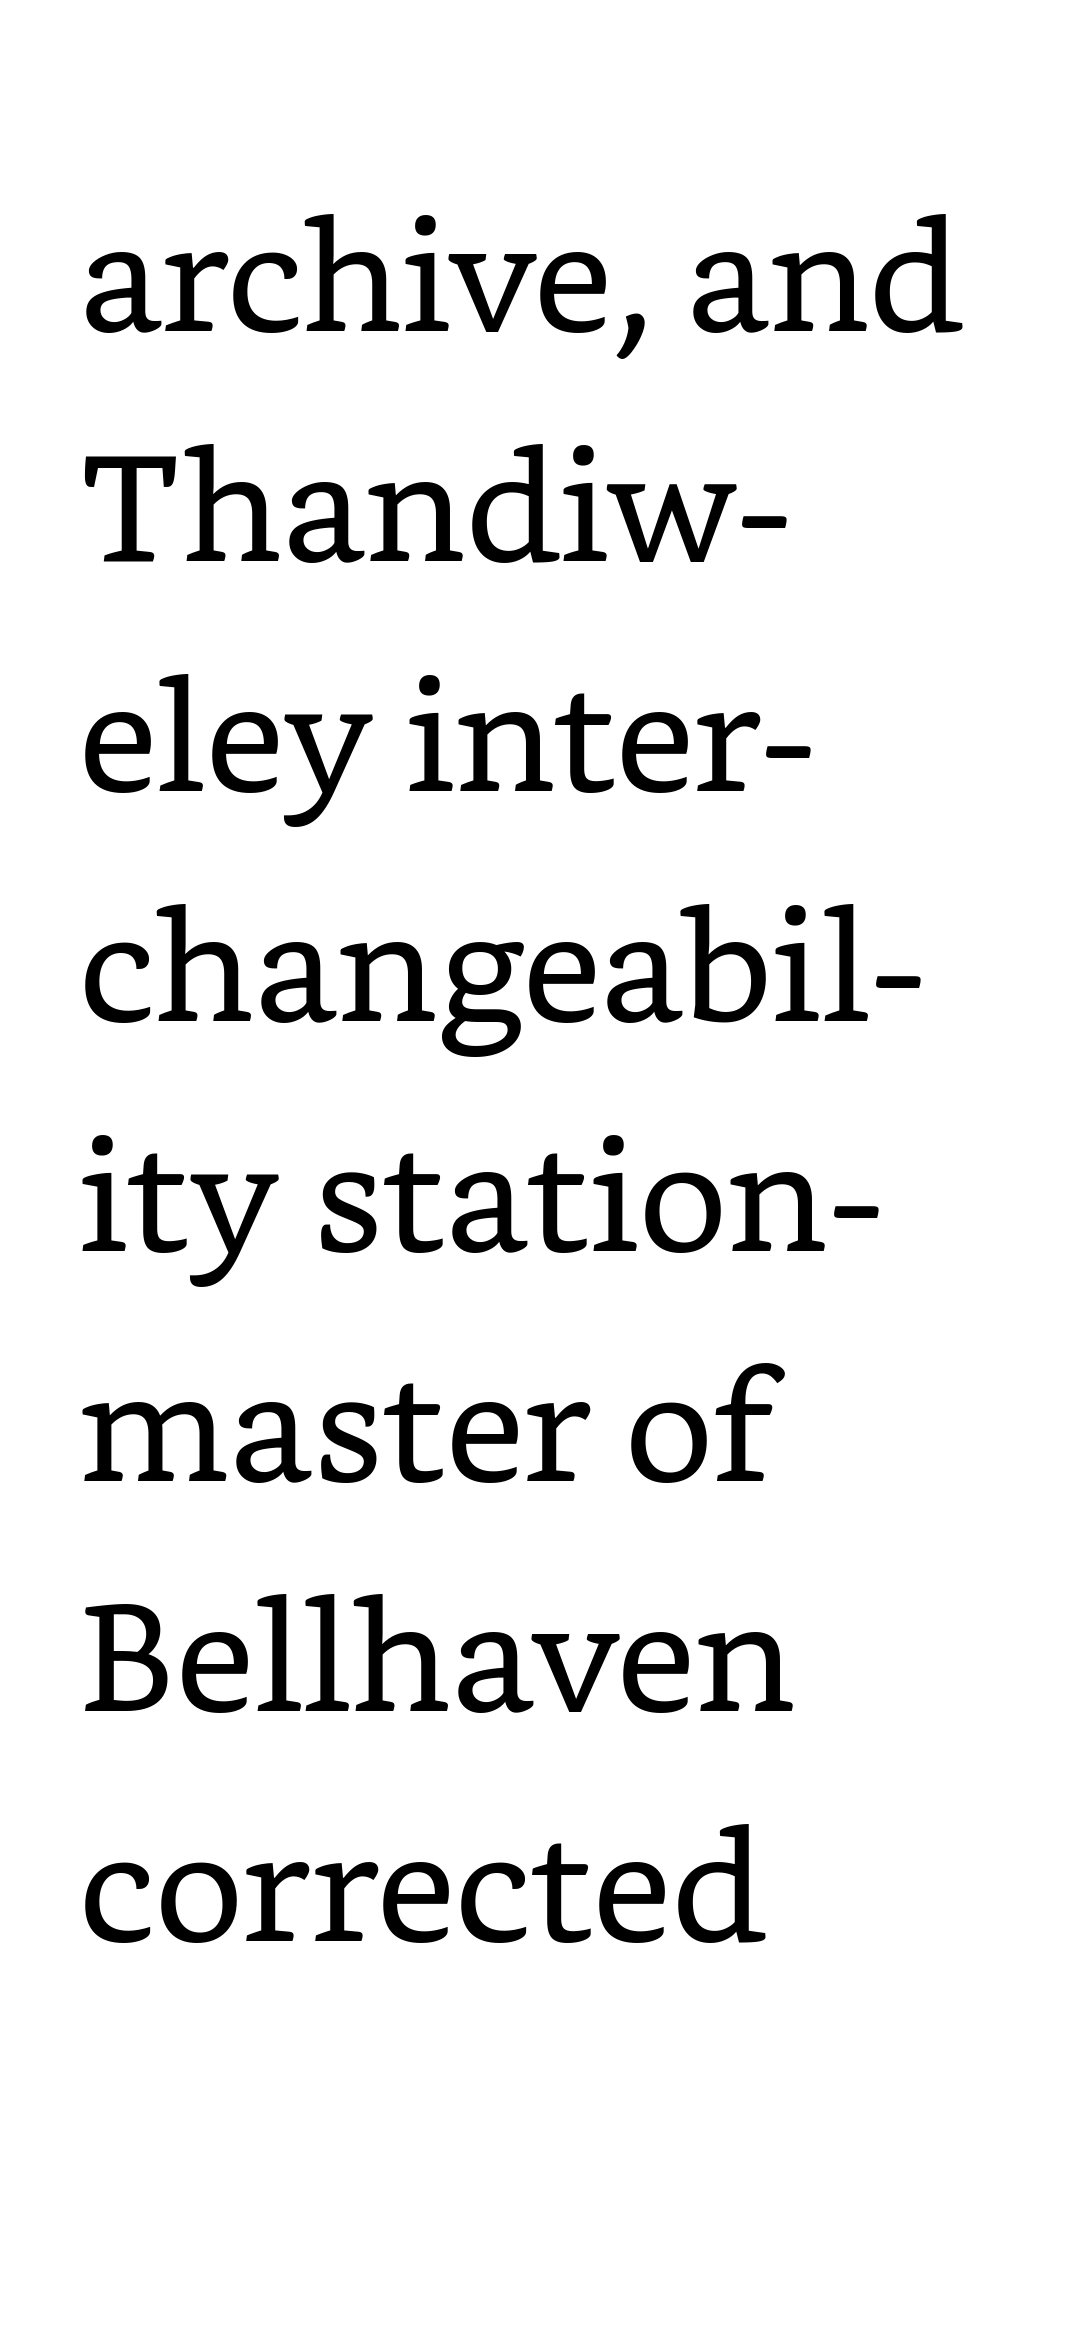 archive, and
Thandiw-
eley inter-
changeabil-
ity station-
master of
Bellhaven
corrected